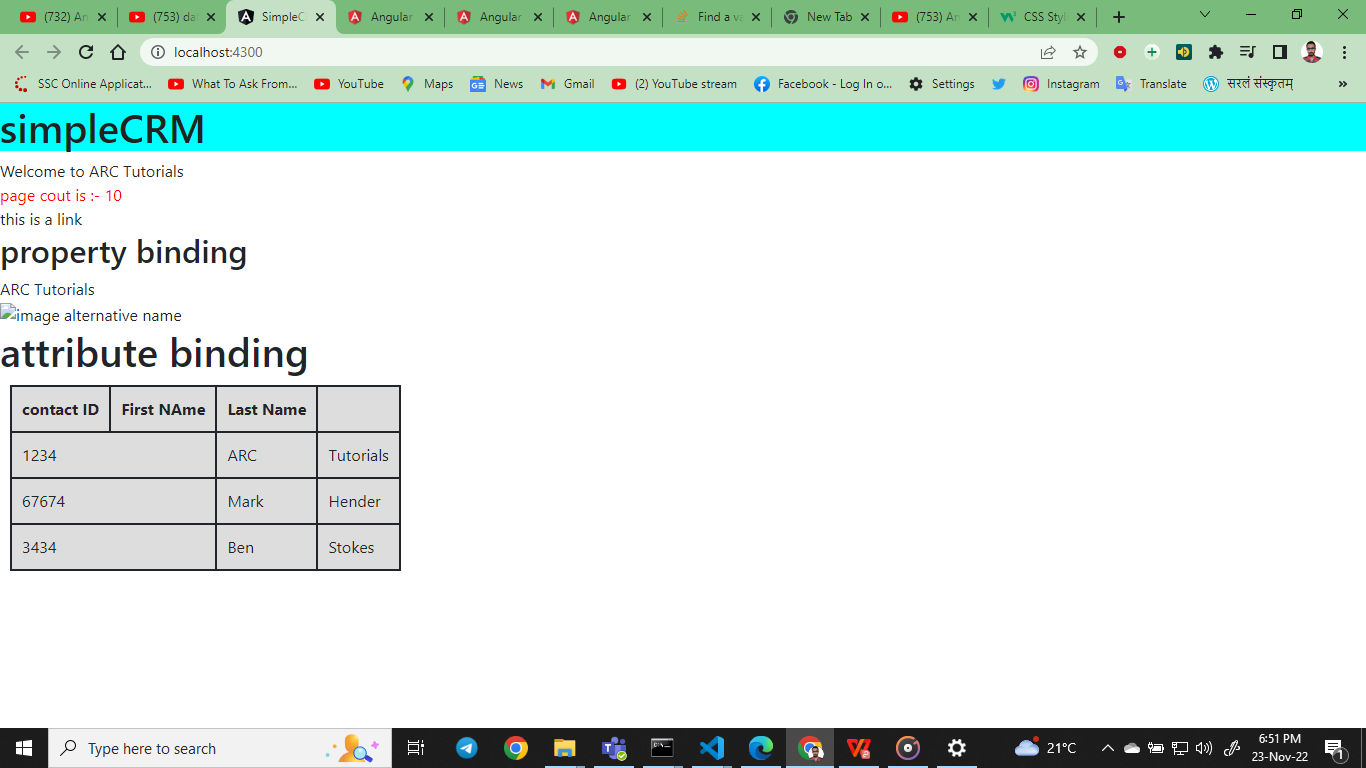 (732) An
(753) da
SimpleC
Angular
Angular
Angular
Find a va
New Tab
(753) An
CSS Styl
localhost:4300
SSC Online Applicat...
What To Ask From...
YouTube
Maps
News
Gmail
(2) YouTube stream
Facebook - Log In o...
Settings
Instagram
Translate
सरलं संस्कृतम्
»
simpleCRM
Welcome to ARC Tutorials
page cout is :- 10
this is a link
property binding
ARC Tutorials
image alternative name
attribute binding
contact ID First NAme Last Name
1234 ARC Tutorials
67674 Mark Hender
3434 Ben Stokes
Type here to search
21°C
6:51 PM
23-Nov-22
1